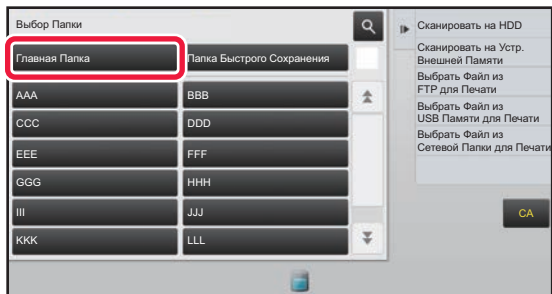 Выбор Папки
Главная Папка
Папка Быстрого Сохранения
AAA
BBB
CCC
DDD
EEE
FFF
GGG
HHH
III
JJJ
KKK
LLL
Сканировать на HDD
Сканировать на Устр.
Внешней Памяти
Выбрать Файл из
FTP для Печати
Выбрать Файл из
USB Памяти для Печати
Выбрать Файл из
Сетевой Папки для Печати
CA